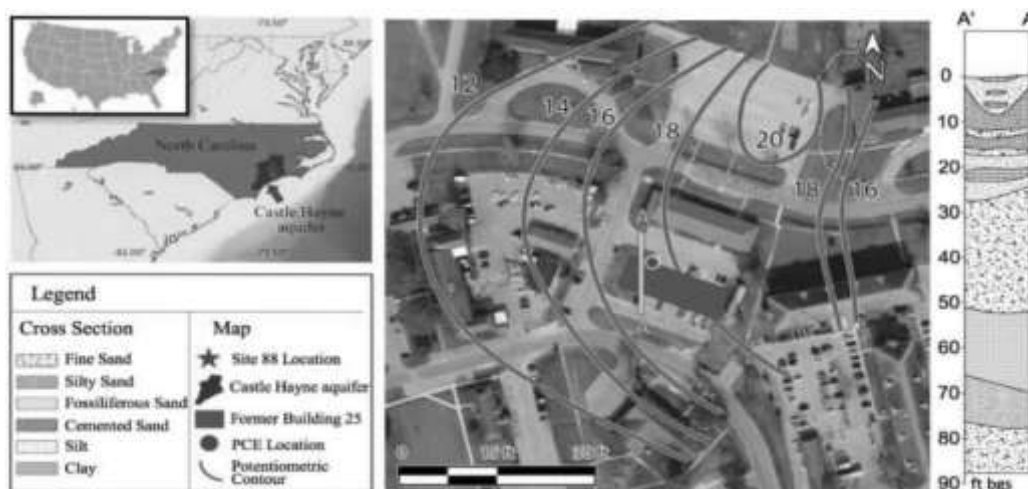 North Carolina
Castle Hayne
aquifer
Legend
Cross Section
Fine Sand
Silty Sand
Fossiliferous Sand
Cemented Sand
Silt
Clay
Map
Site 88 Location
Castle Hayne aquifer
Former Building 25
PCE Location
Potentiometric
Contour
12
14
16
18
20
18
16
N
0
A'
0
10
20
30
40
50
60
70
80
90
ft bgs